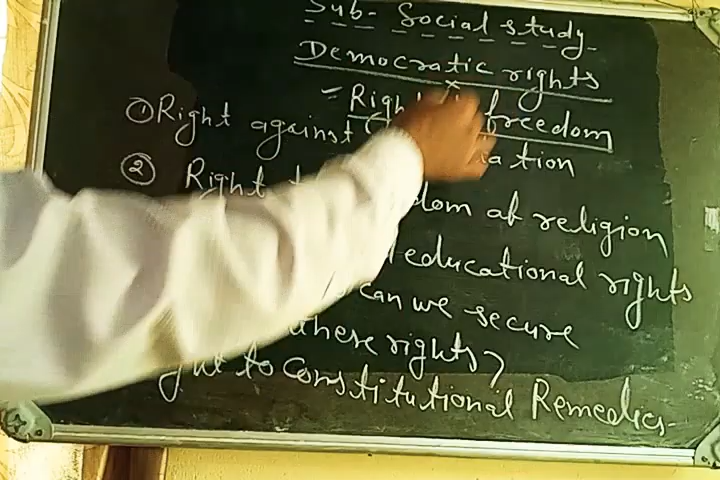 Sub- Social study-
Democratic rights
= Right freedom
① Right against ation
② Right dom of religion
educational rights
can we secure
these rights?
to Constitutional Remedies-